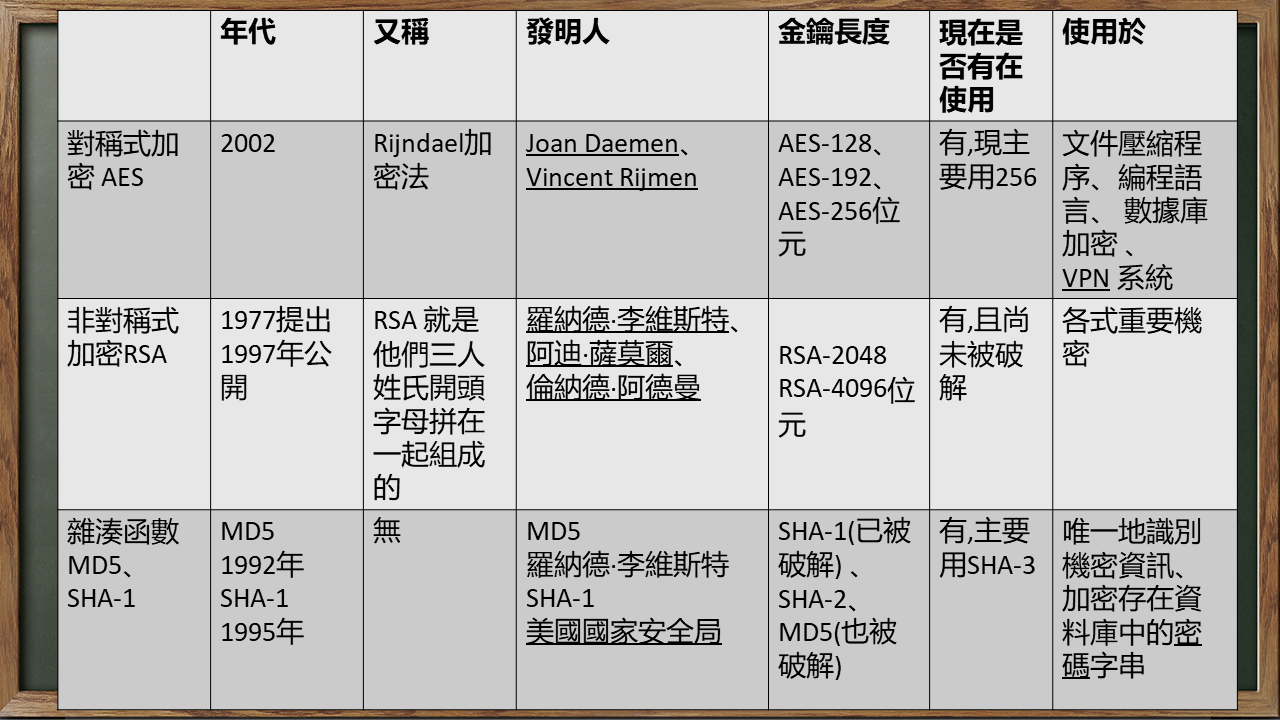 年代
又稱
發明人
金鑰長度
現在是
否有在
使用
使用於
對稱式加
密 AES
2002
Rijndael加
密法
Joan Daemen、
Vincent Rijmen
AES-128、
AES-192、
AES-256位
元
有,現主
要用256
文件壓縮程
序、編程語
言、 數據庫
加密 、
VPN 系統
非對稱式
加密RSA
1977提出
1997年公
開
RSA 就是
他們三人
姓氏開頭
字母拼在
一起組成
的
羅納德·李維斯特、
阿迪·薩莫爾、
倫納德·阿德曼
RSA-2048
RSA-4096位
元
有,且尚
未被破
解
各式重要機
密
雜湊函數
MD5、
SHA-1
MD5
1992年
SHA-1
1995年
無
MD5
羅納德·李維斯特
SHA-1
美國國家安全局
SHA-1(已被
破解) 、
SHA-2、
MD5(也被
破解)
有,主要
用SHA-3
唯一地識別
機密資訊、
加密存在資
料庫中的密
碼字串